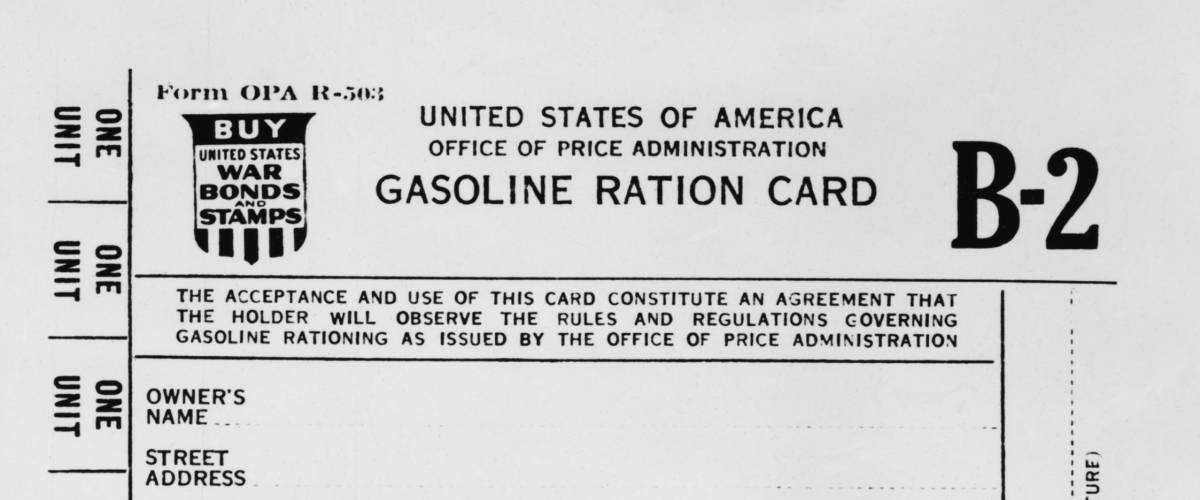 Form OPA R-503
BUY
UNITED STATES
WAR
BONDS
AND
STAMPS
UNITED STATES OF AMERICA
OFFICE OF PRICE ADMINISTRATION
GASOLINE RATION CARD
B-2
ONE
UNIT
ONE
UNIT
ONE
UNIT
THE ACCEPTANCE AND USE OF THIS CARD CONSTITUTE AN AGREEMENT THAT
THE HOLDER WILL OBSERVE THE RULES AND REGULATIONS GOVERNING
GASOLINE RATIONING AS ISSUED BY THE OFFICE OF PRICE ADMINISTRATION
OWNER'S
NAME
STREET
ADDRESS